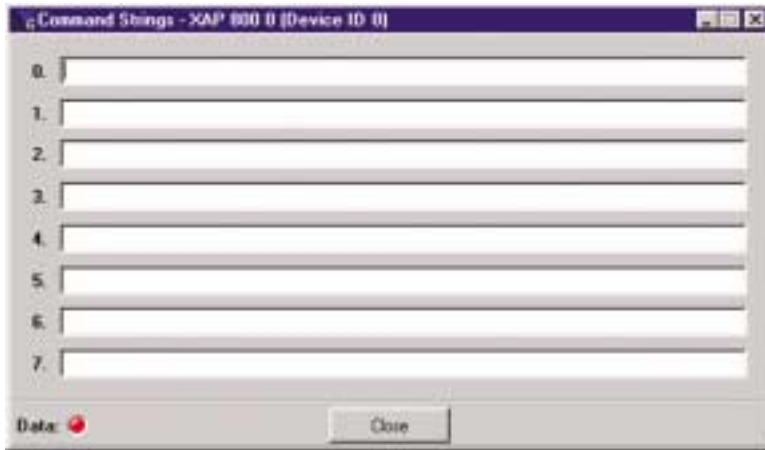 Command Strings - XAP 800 0 (Device ID 0)
0.
1.
2.
3.
4.
5.
6.
7.
Data:
Close